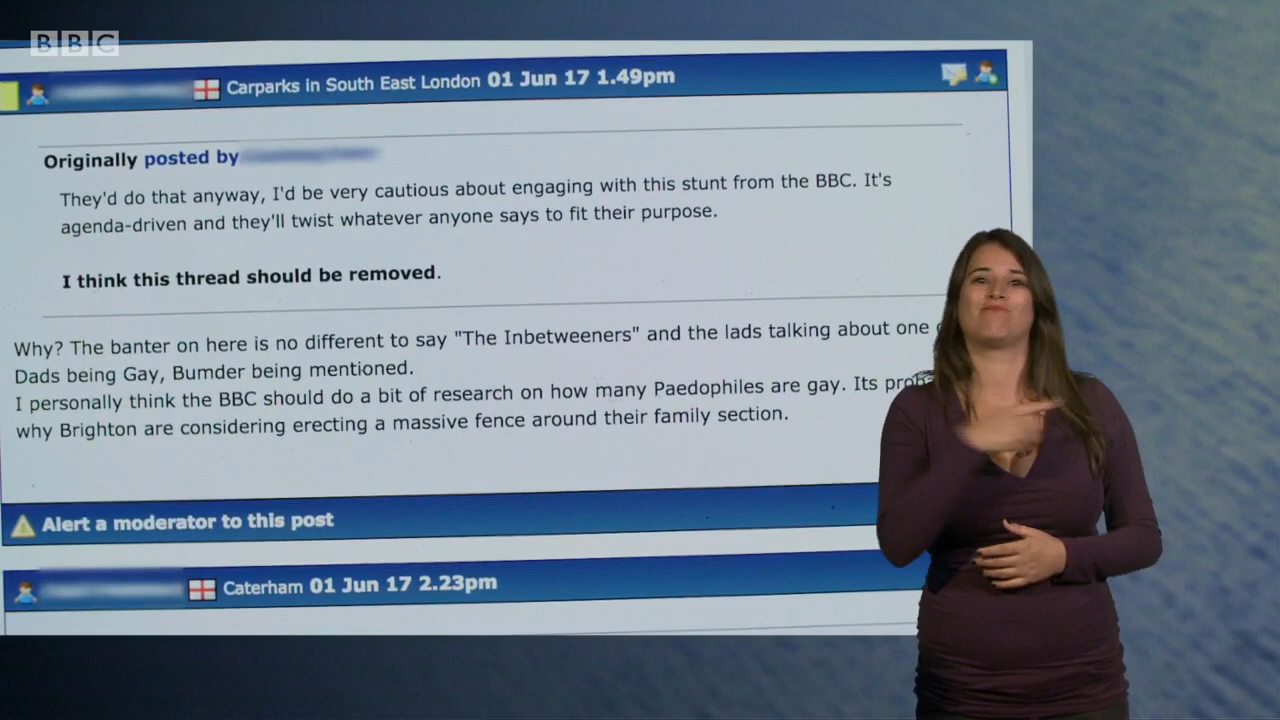 BBC
Carparks in South East London 01 Jun 17 1.49pm
Originally posted by
They'd do that anyway, I'd be very cautious about engaging with this stunt from the BBC. It's
agenda-driven and they'll twist whatever anyone says to fit their purpose.
I think this thread should be removed.
Why? The banter on here is no different to say "The Inbetweeners" and the lads talking about one
Dads being Gay, Bumder being mentioned.
I personally think the BBC should do a bit of research on how many Paedophiles are gay. Its
why Brighton are considering erecting a massive fence around their family section.
Alert a moderator to this post
Caterham 01 Jun 17 2.23pm